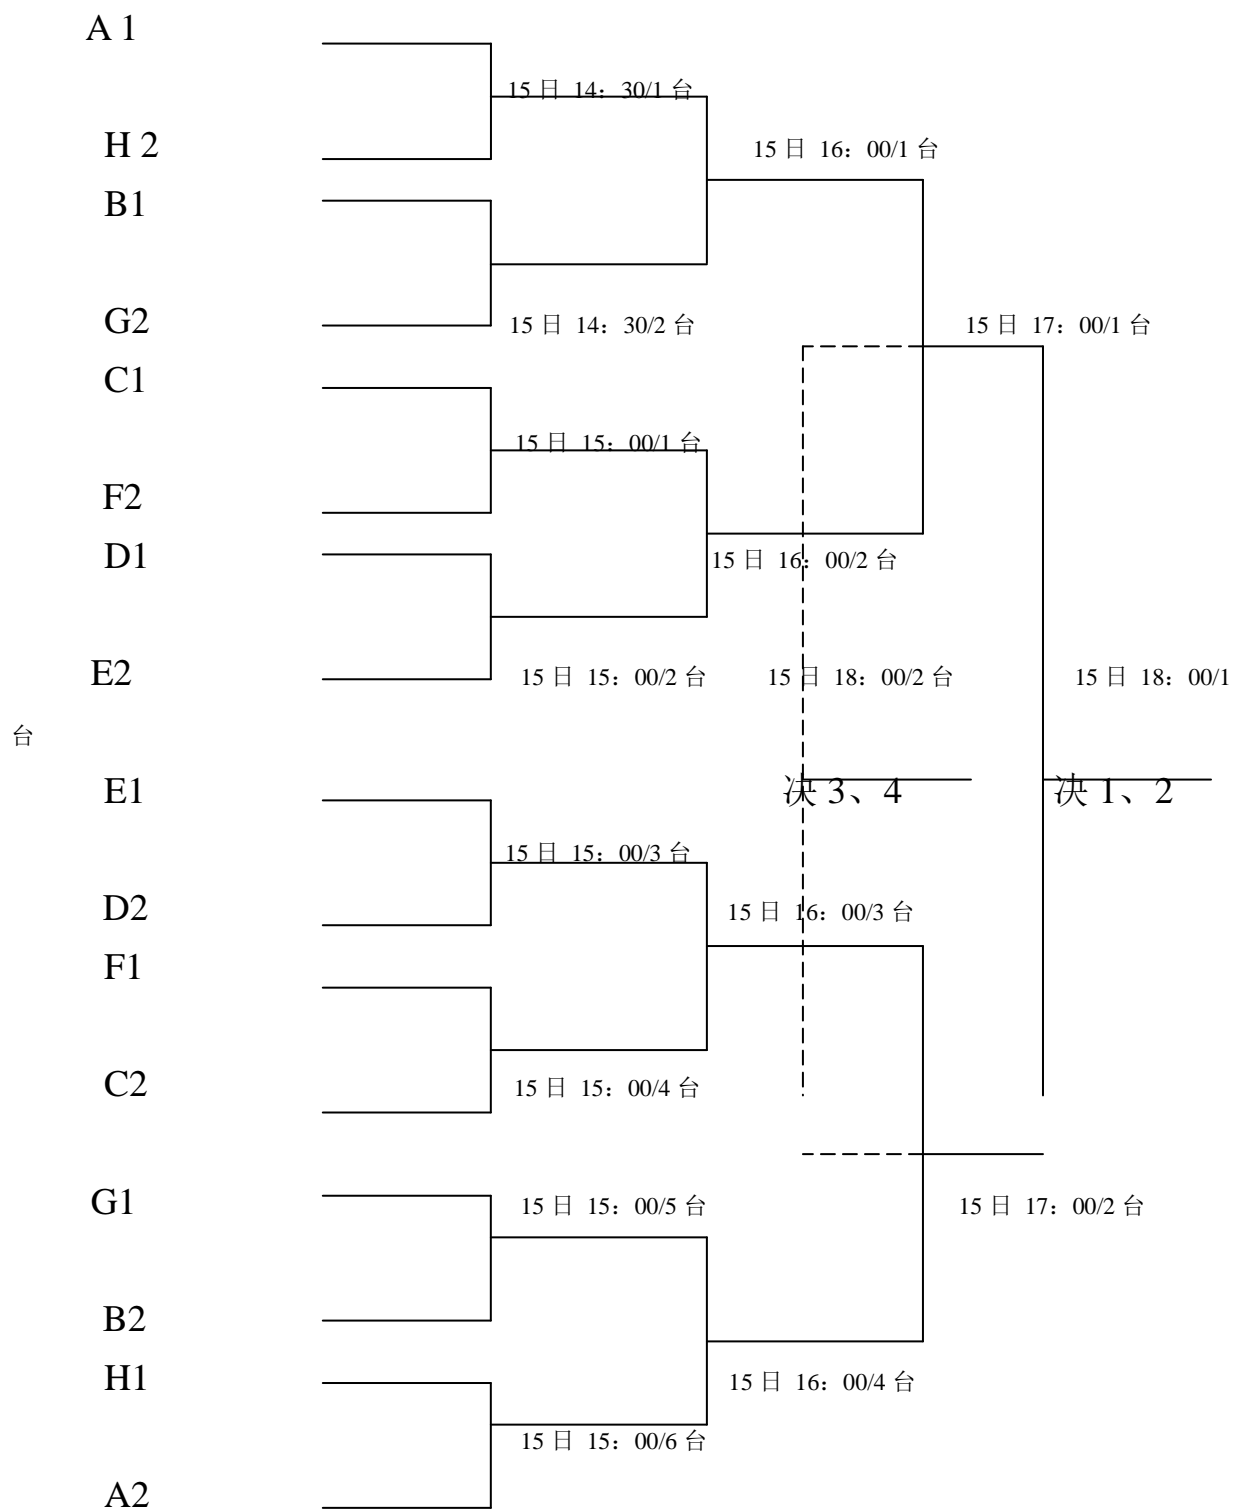 A 1
15 日 14：30/1 台
H 2
15 日 16：00/1 台
B1
G2
15 日 14：30/2 台
15 日 17：00/1 台
C1
15 日 15：00/1 台
F2
D1
15 日 16：00/2 台
E2
15 日 15：00/2 台
15 日 18：00/2 台
15 日 18：00/1
台
E1
决 3、4
决 1、2
15 日 15：00/3 台
D2
15 日 16：00/3 台
F1
C2
15 日 15：00/4 台
G1
15 日 15：00/5 台
15 日 17：00/2 台
B2
H1
15 日 16：00/4 台
15 日 15：00/6 台
A2